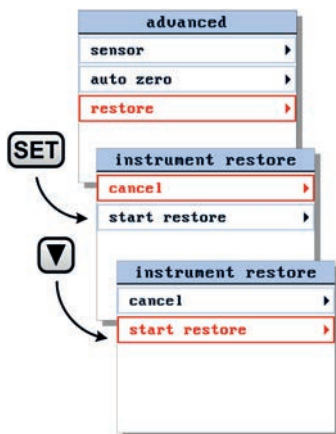 advanced
sensor
auto zero
restore
SET
instrument restore
cancel
start restore
instrument restore
cancel
start restore